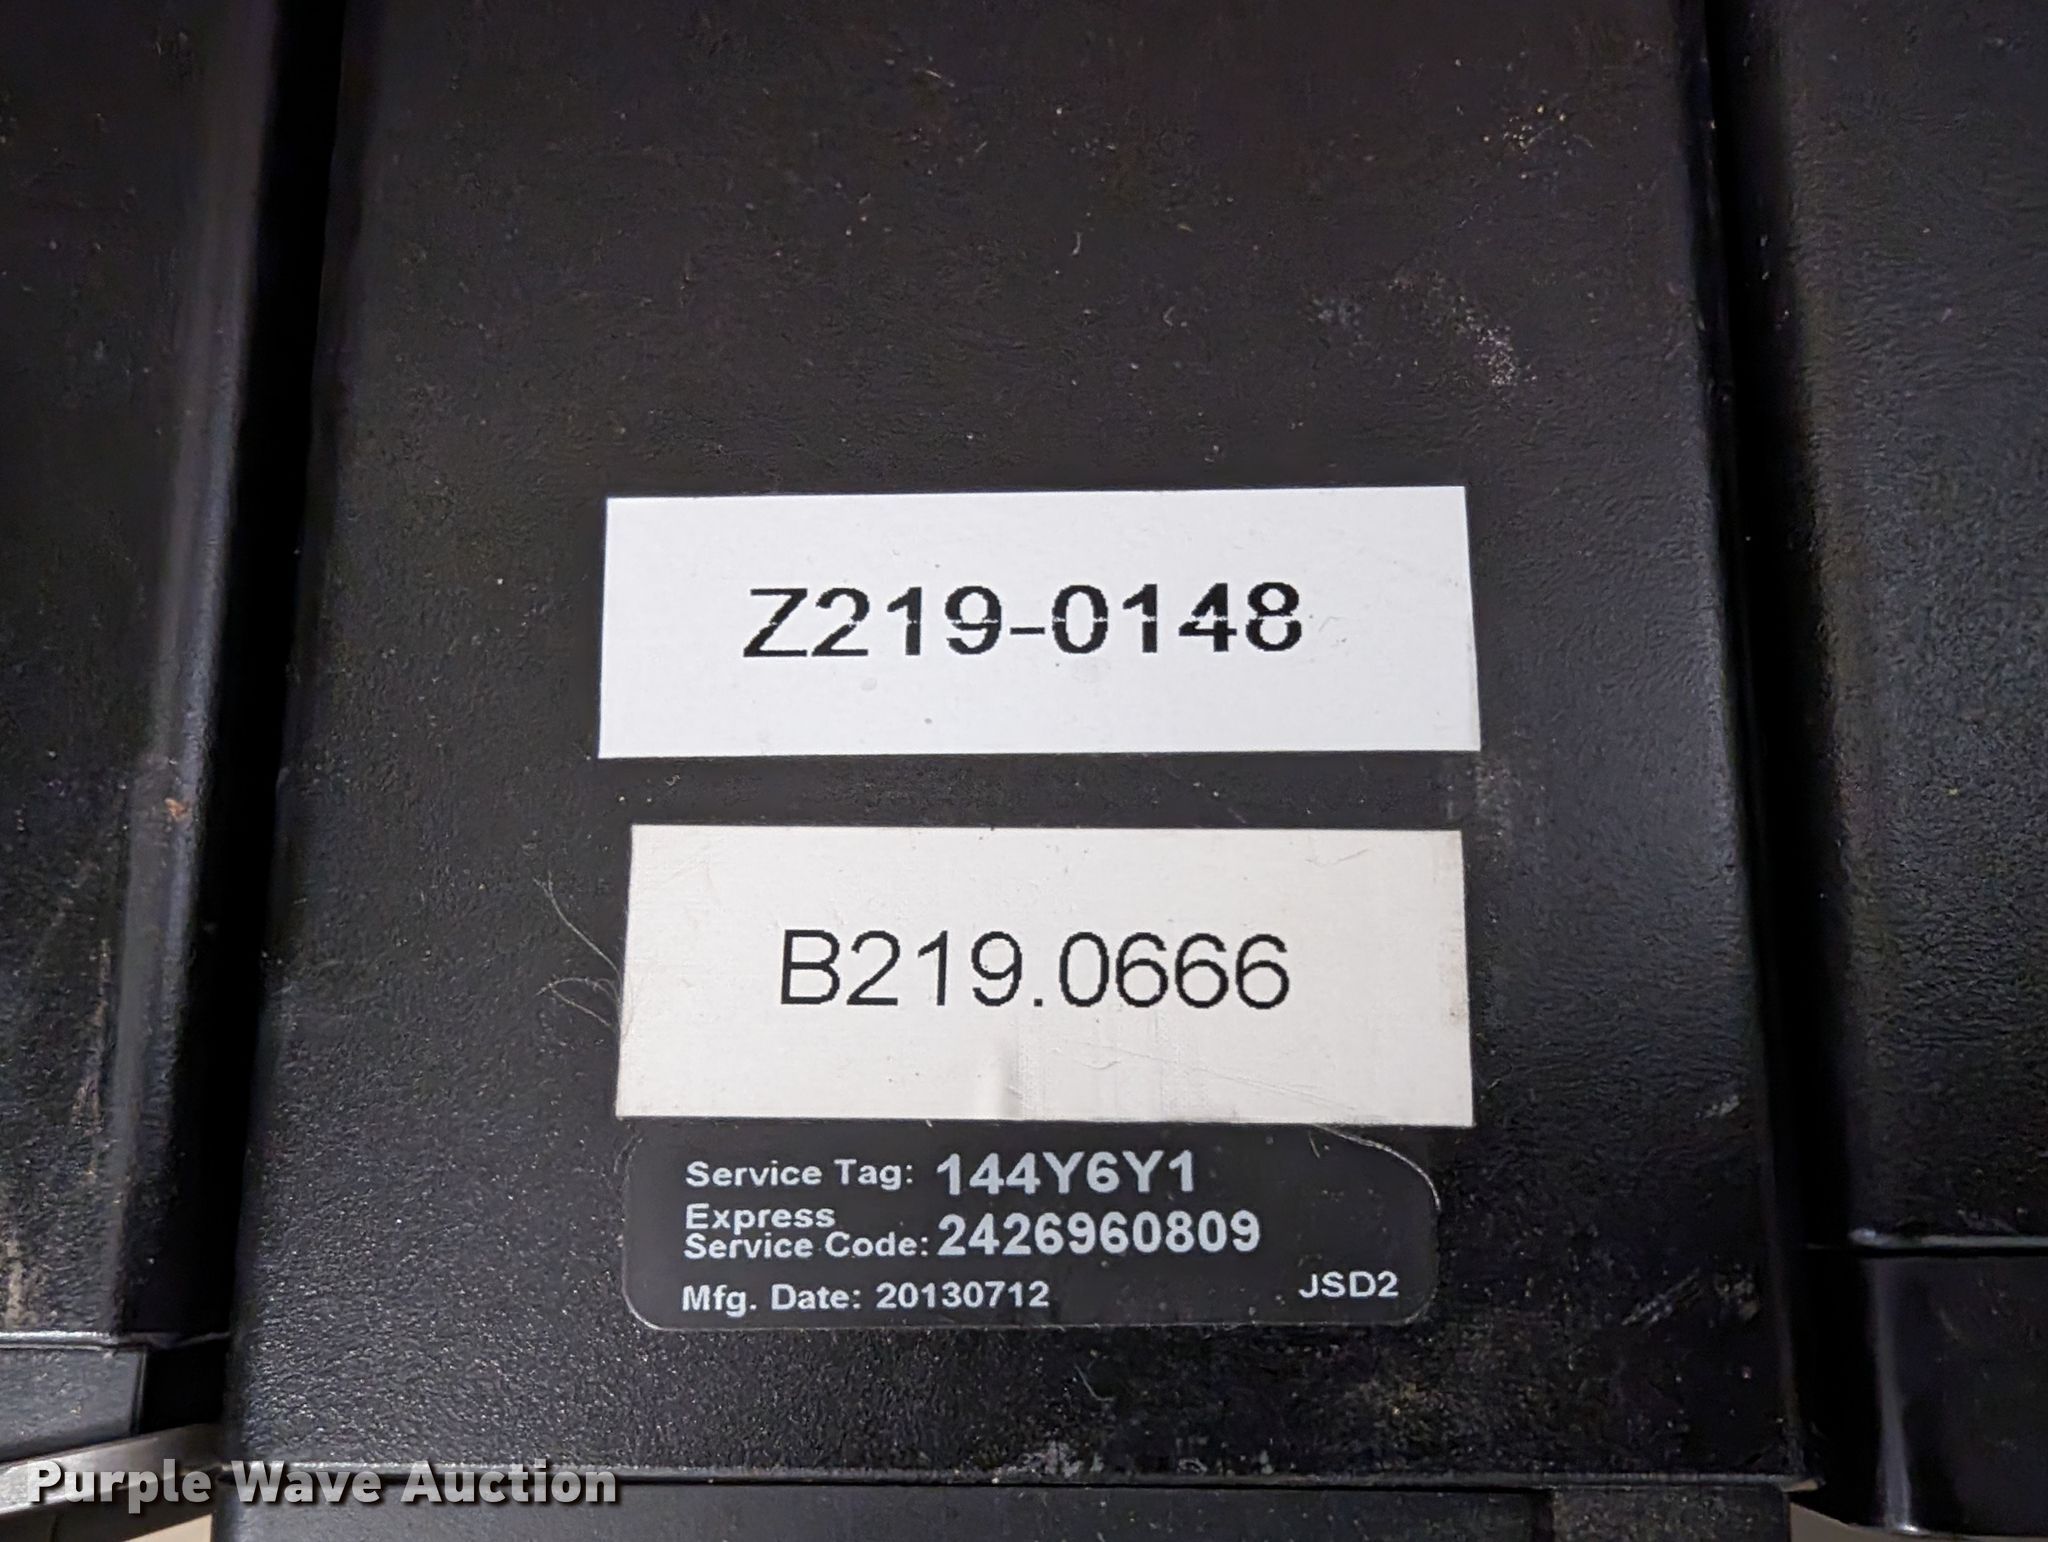 Z219-0148
B219.0666
Service Tag: 144Y6Y1
Express
Service Code: 2426960809
Mfg. Date: 20130712 JSD2
Purple Wave Auction